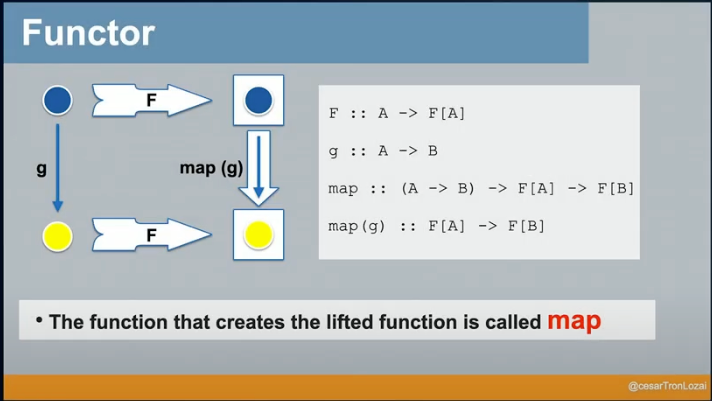 Functor
F
g
map (g)
F
F :: A -> F[A]
g :: A -> B
map :: (A -> B) -> F[A] -> F[B]
map(g) :: F[A] -> F[B]
• The function that creates the lifted function is called map
@cesarTronLozai